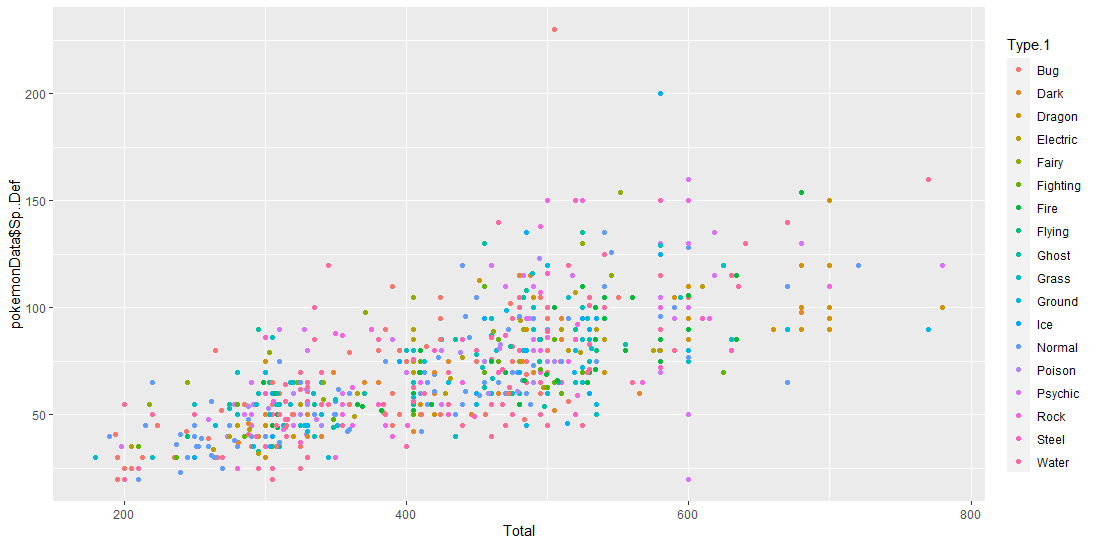 pokemonData$Sp..Def
200
150
100
50
200
400
600
800
Total
Type.1
Bug
Dark
Dragon
Electric
Fairy
Fighting
Fire
Flying
Ghost
Grass
Ground
Ice
Normal
Poison
Psychic
Rock
Steel
Water